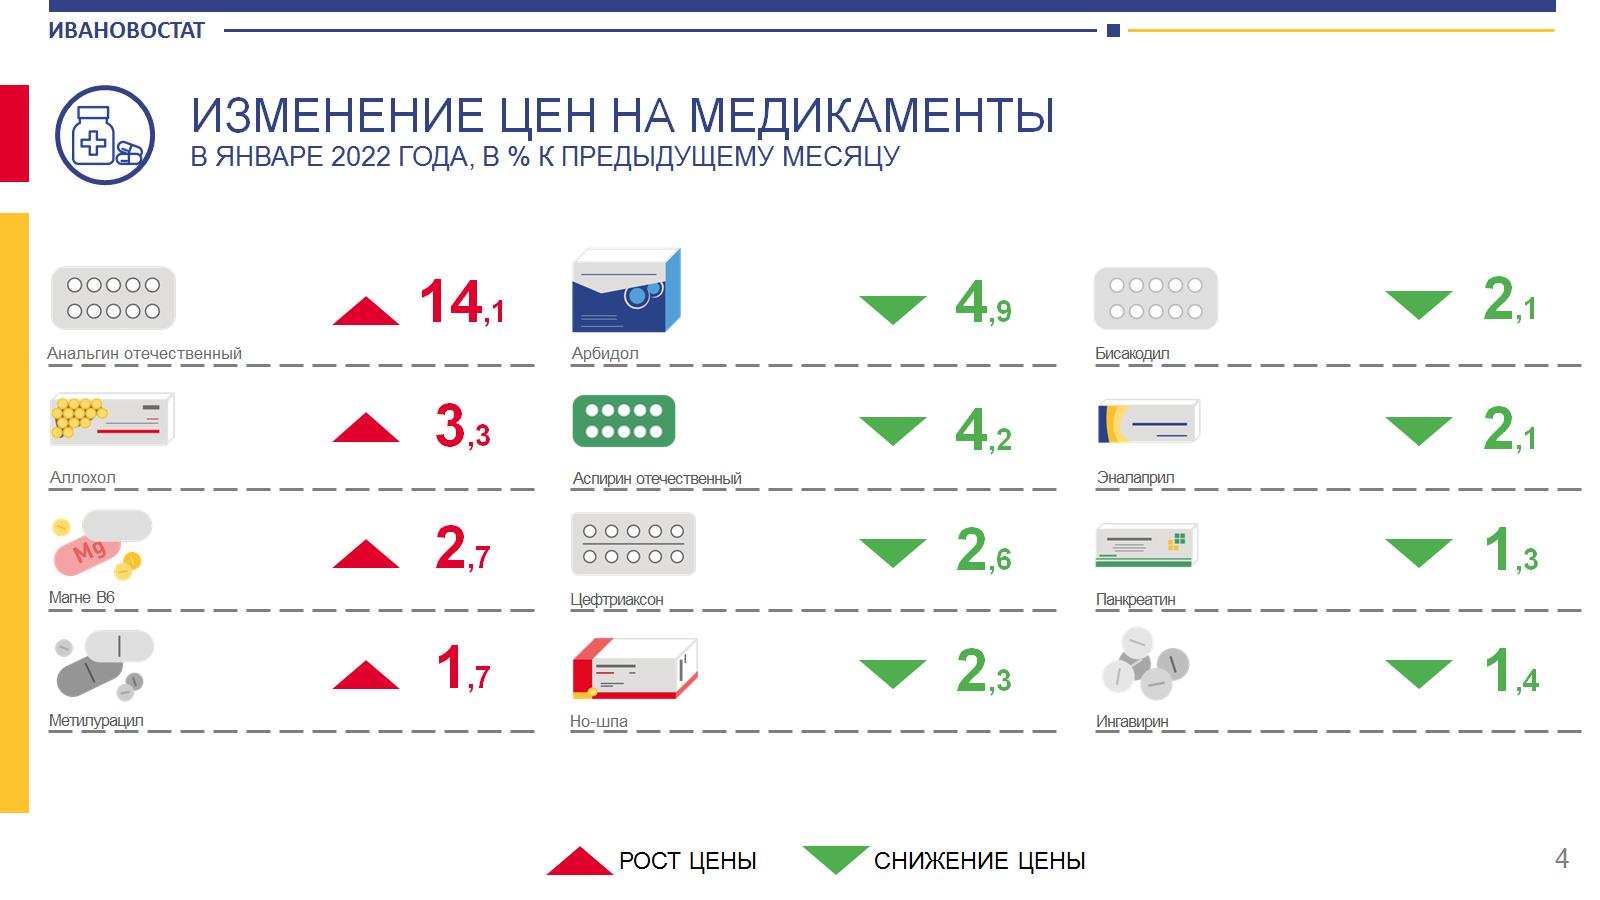 ИВАНОВОСТАТ
ИЗМЕНЕНИЕ ЦЕН НА МЕДИКАМЕНТЫ
В ЯНВАРЕ 2022 ГОДА, В % К ПРЕДЫДУЩЕМУ МЕСЯЦУ
14,1
Анальгин отечественный
4,9
Арбидол
2,1
Бисакодил
3,3
Аллохол
4,2
Аспирин отечественный
2,1
Эналаприл
Mg
2,7
Магне В6
2,6
Цефтриаксон
1,3
Панкреатин
1,7
Метилурацил
2,3
Но-шпа
1,4
Ингавирин
РОСТ ЦЕНЫ
СНИЖЕНИЕ ЦЕНЫ
4